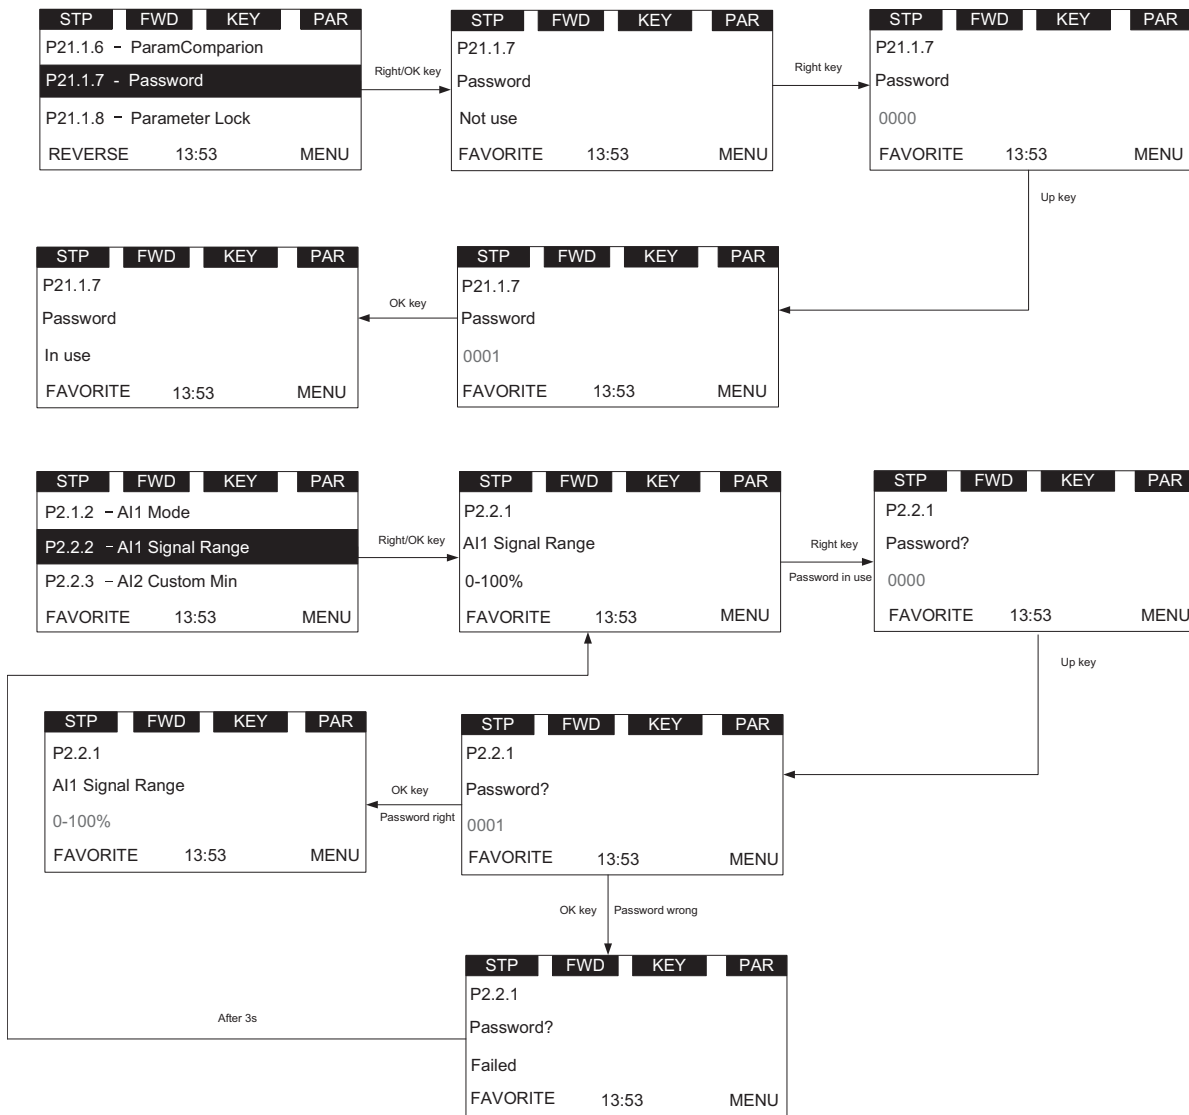 STP FWD KEY PAR
P21.1.6 - ParamComparion
P21.1.7 - Password
P21.1.8 - Parameter Lock
REVERSE 13:53 MENU
Right/OK key
STP FWD KEY PAR
P21.1.7
Password
Not use
FAVORITE 13:53 MENU
Right key
STP FWD KEY PAR
P21.1.7
Password
0000
FAVORITE 13:53 MENU
Up key
STP FWD KEY PAR
P21.1.7
Password
0001
FAVORITE 13:53 MENU
OK key
STP FWD KEY PAR
P21.1.7
Password
In use
FAVORITE 13:53 MENU
STP FWD KEY PAR
P2.1.2 - AI1 Mode
P2.2.2 - AI1 Signal Range
P2.2.3 - AI2 Custom Min
FAVORITE 13:53 MENU
Right/OK key
STP FWD KEY PAR
P2.2.1
AI1 Signal Range
0-100%
FAVORITE 13:53 MENU
Right key
Password in use
STP FWD KEY PAR
P2.2.1
Password?
0000
FAVORITE 13:53 MENU
Up key
STP FWD KEY PAR
P2.2.1
Password?
0001
FAVORITE 13:53 MENU
OK key
Password right
STP FWD KEY PAR
P2.2.1
AI1 Signal Range
0-100%
FAVORITE 13:53 MENU
OK key Password wrong
STP FWD KEY PAR
P2.2.1
Password?
Failed
FAVORITE 13:53 MENU
After 3s